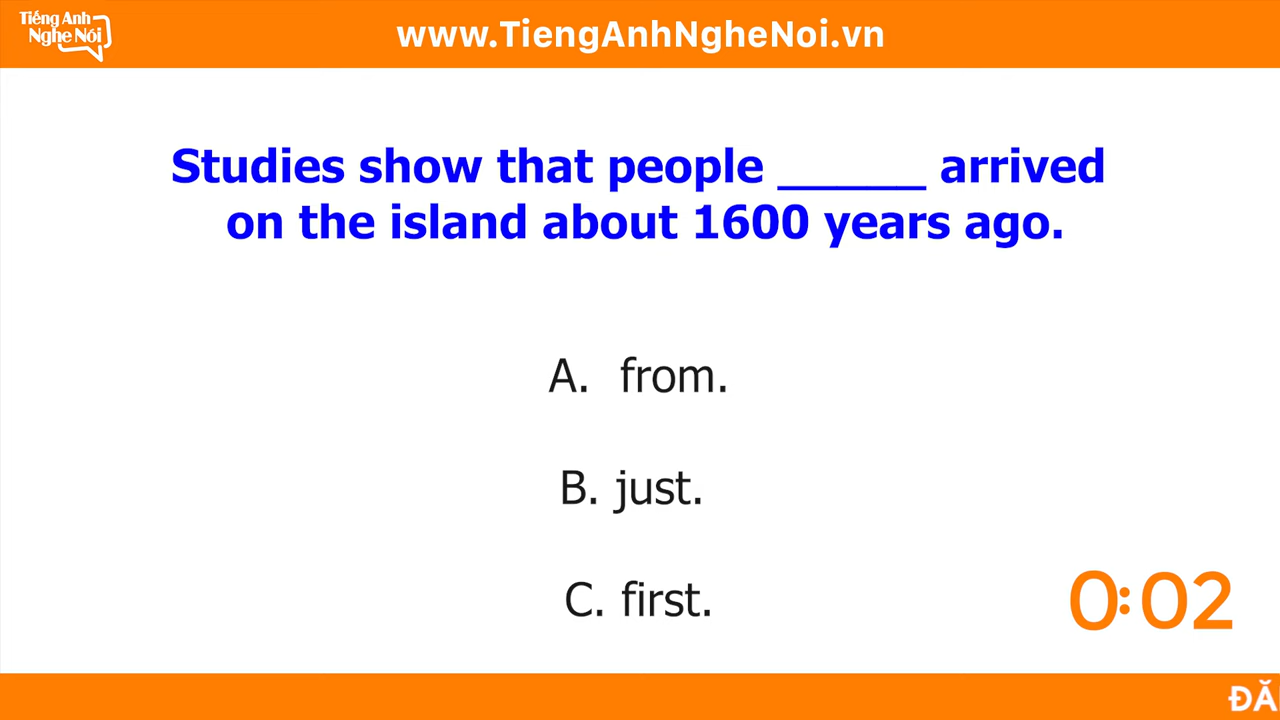 Tiếng Anh
Nghe Nói
www.TiengAnhNgheNoi.vn
Studies show that people _____ arrived
on the island about 1600 years ago.
A. from.
B. just.
C. first.
0:02
ĐĂ